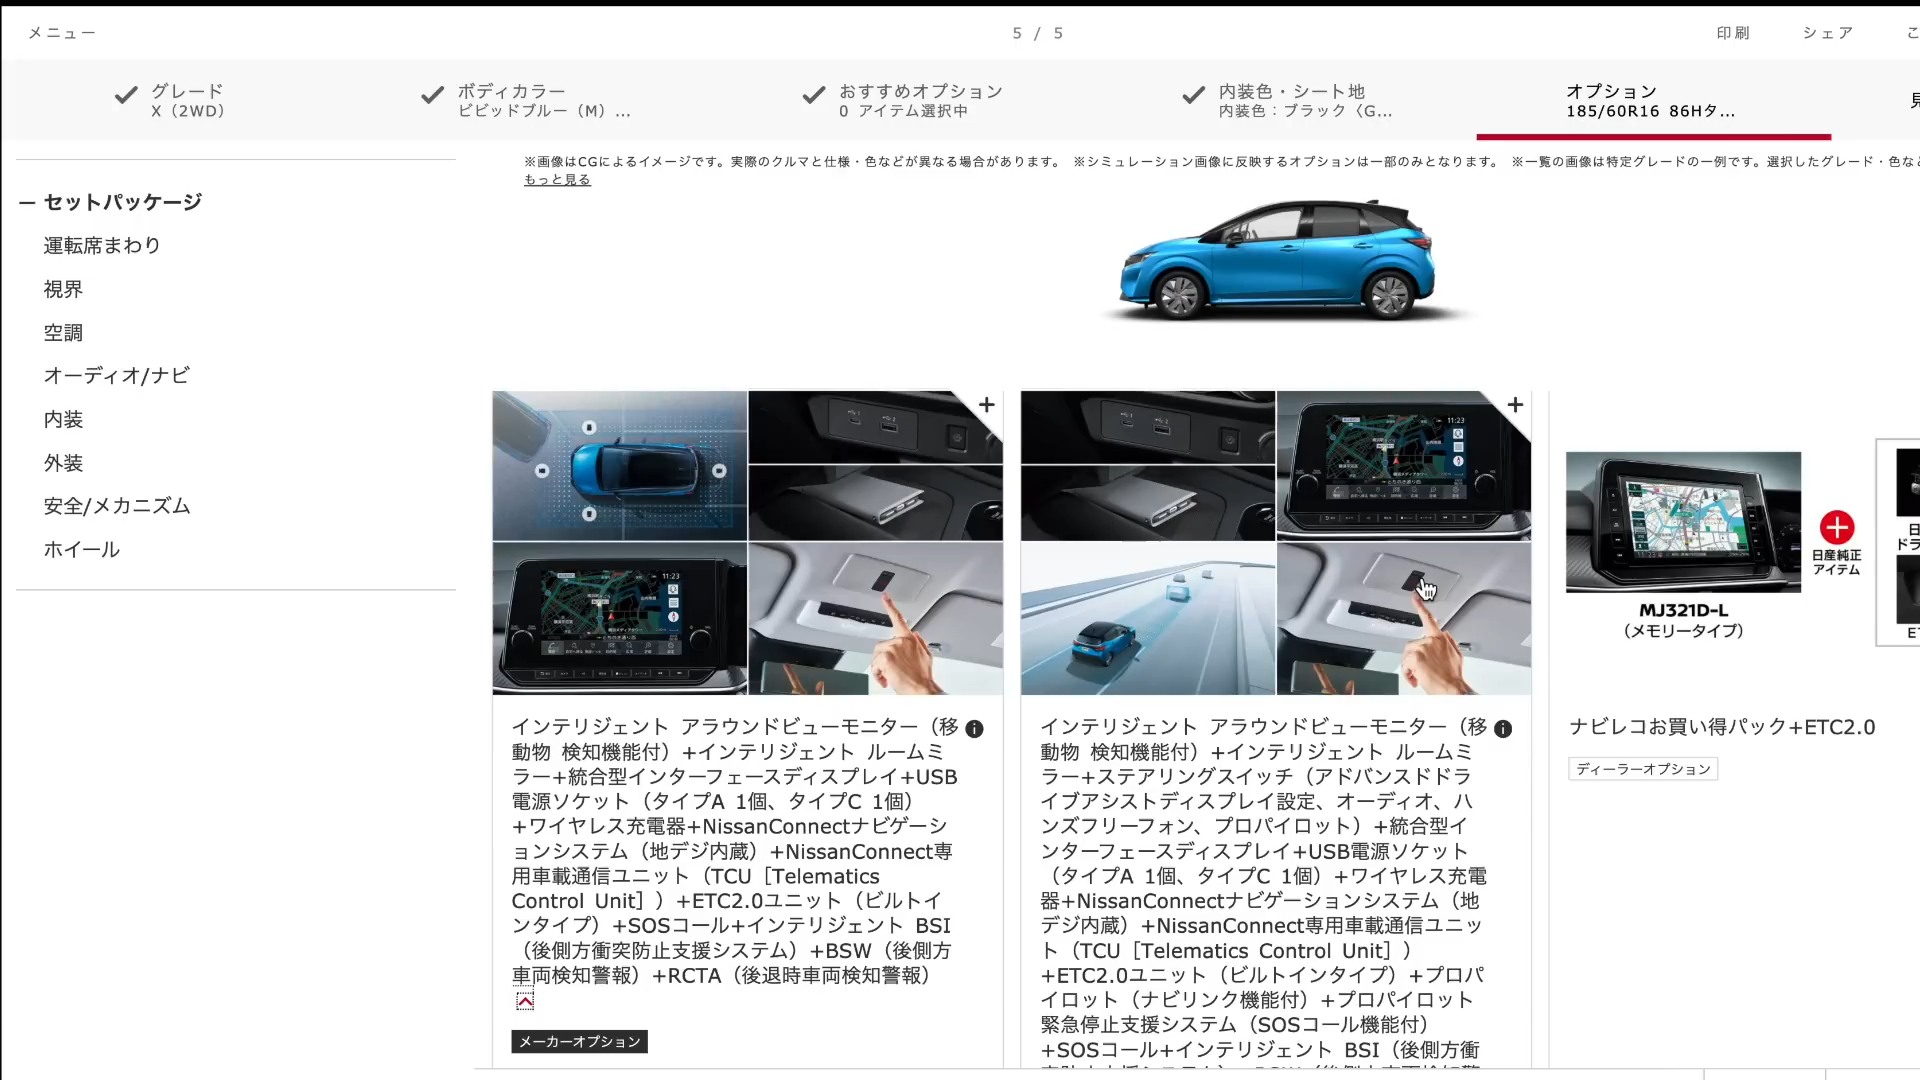 メニュー
5 / 5
印刷
シェア
グレード
X（2WD）
ボディカラー
ビビッドブルー（M）...
おすすめオプション
0 アイテム選択中
内装色・シート地
内装色：ブラック〈G...
オプション
185/60R16 86Hタ...
※画像はCGによるイメージです。実際のクルマと仕様・色などが異なる場合があります。 ※シミュレーション画像に反映するオプションは一部のみとなります。 ※一覧の画像は特定グレードの一例です。選択したグレード・色な
もっと見る
セットパッケージ
運転席まわり
視界
空調
オーディオ/ナビ
内装
外装
安全/メカニズム
ホイール
11:23
11:23
日産純正
アイテム
MJ321D-L
（メモリータイプ）
インテリジェント アラウンドビューモニター（移
動物 検知機能付）+インテリジェント ルームミ
ラー+統合型インターフェースディスプレイ+USB
電源ソケット（タイプA 1個、タイプC 1個）
+ワイヤレス充電器+NissanConnectナビゲーシ
ョンシステム（地デジ内蔵）+NissanConnect専
用車載通信ユニット（TCU［Telematics
Control Unit］）+ETC2.0ユニット（ビルトイ
ンタイプ）+SOSコール+インテリジェント BSI
（後側方衝突防止支援システム）+BSW（後側方
車両検知警報）+RCTA（後退時車両検知警報）
メーカーオプション
インテリジェント アラウンドビューモニター（移
動物 検知機能付）+インテリジェント ルームミ
ラー+ステアリングスイッチ（アドバンスドドラ
イブアシストディスプレイ設定、オーディオ、ハ
ンズフリーフォン、プロパイロット）+統合型イ
ンターフェースディスプレイ+USB電源ソケット
（タイプA 1個、タイプC 1個）+ワイヤレス充電
器+NissanConnectナビゲーションシステム（地
デジ内蔵）+NissanConnect専用車載通信ユニッ
ト（TCU［Telematics Control Unit］）
+ETC2.0ユニット（ビルトインタイプ）+プロパ
イロット（ナビリンク機能付）+プロパイロット
緊急停止支援システム（SOSコール機能付）
+SOSコール+インテリジェント BSI（後側方衝
ナビレコお買い得パック+ETC2.0
ディーラーオプション